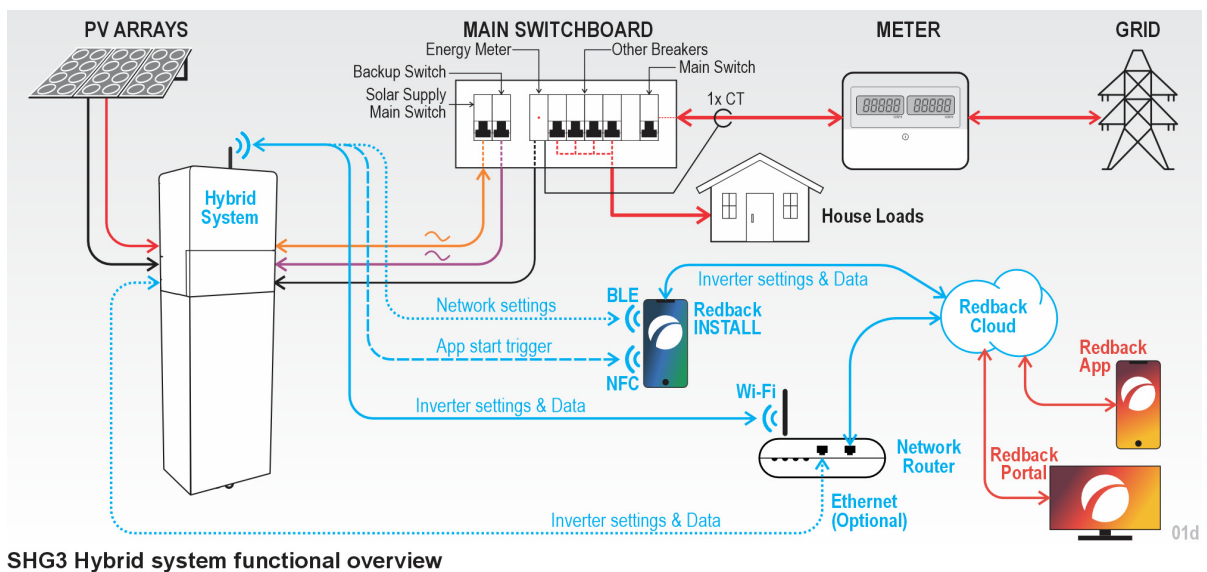 PV ARRAYS
MAIN SWITCHBOARD
METER
GRID
Energy Meter
Other Breakers
Backup Switch
Main Switch
Solar Supply
Main Switch
1x CT
88888
88888
Hybrid
System
House Loads
Inverter settings & Data
BLE
Redback
INSTALL
Network settings
Redback
Cloud
App start trigger
NFC
Redback
App
Wi-Fi
Inverter settings & Data
Network
Router
Redback
Portal
Ethernet
(Optional)
Inverter settings & Data
01d
SHG3 Hybrid system functional overview